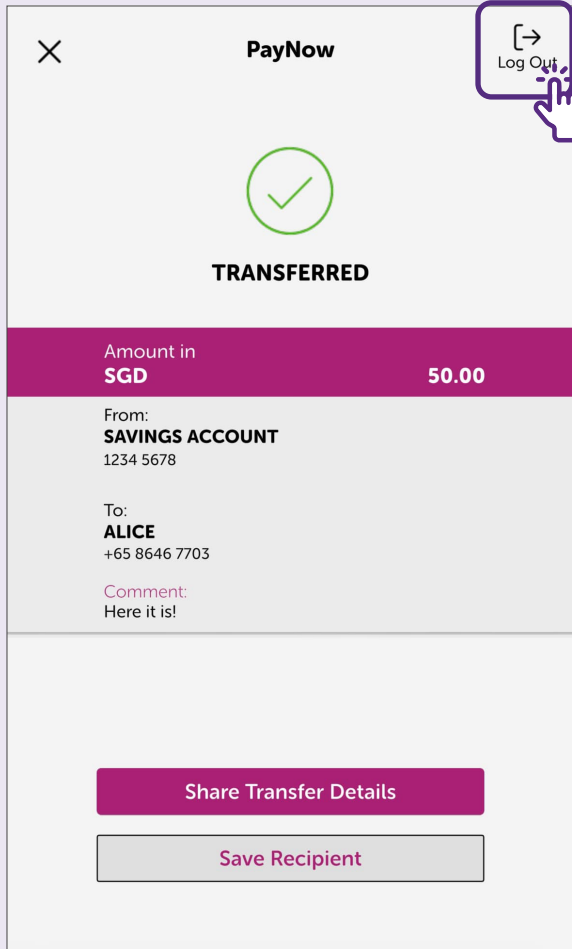 PayNow
Log Out
TRANSFERRED
Amount in
SGD 50.00
From:
SAVINGS ACCOUNT
1234 5678
To:
ALICE
+65 8646 7703
Comment:
Here it is!
Share Transfer Details
Save Recipient